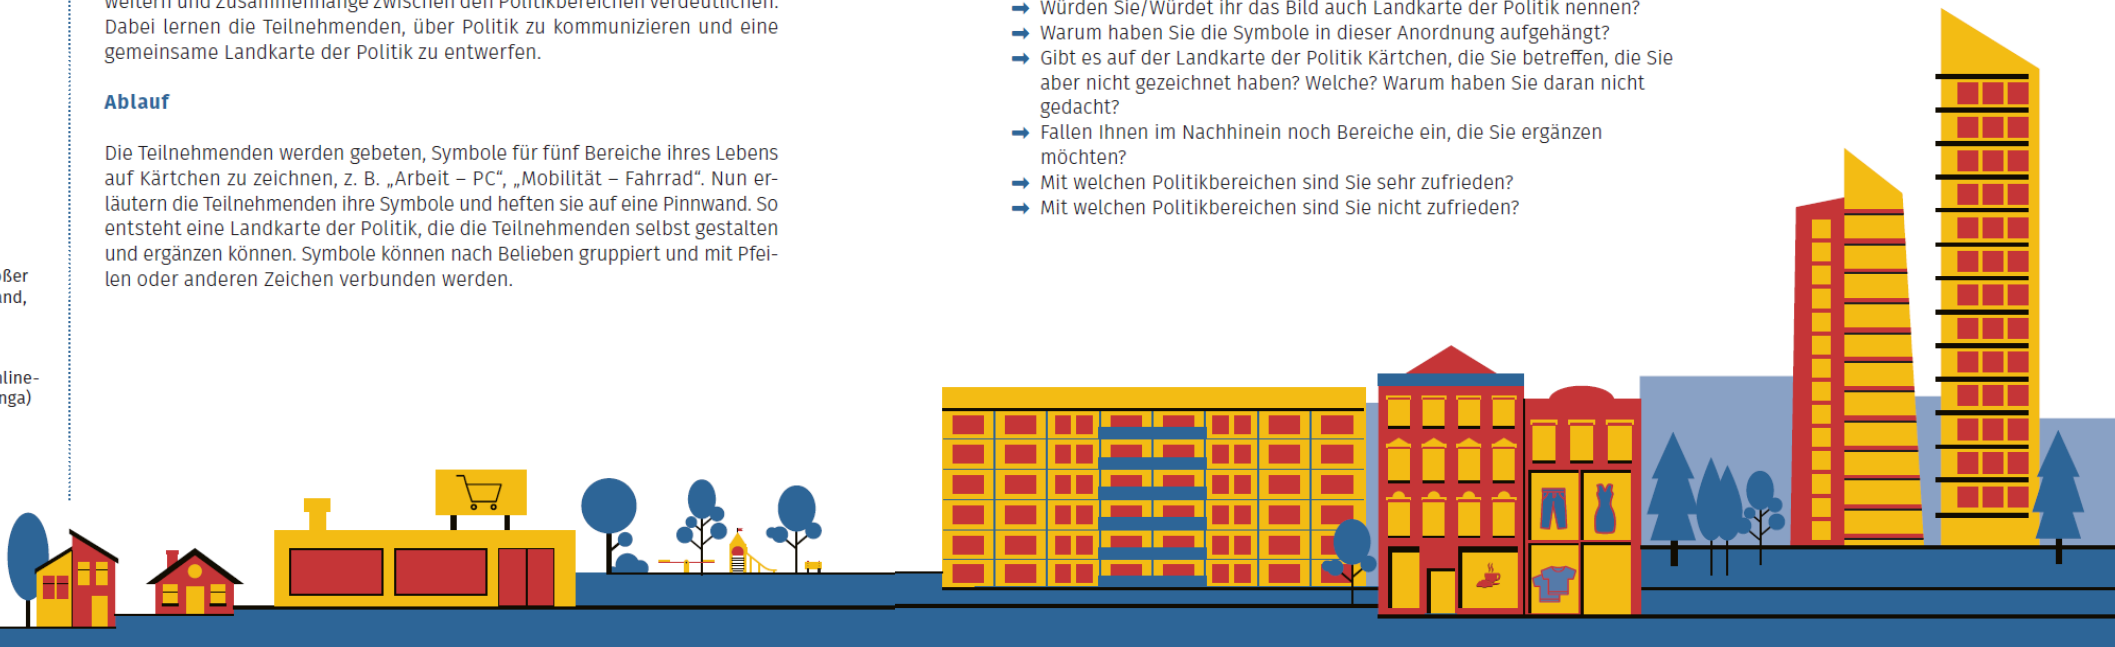 weitern und Zusammenhänge zwischen den Politikbereichen verdeutlichen.
Dabei lernen die Teilnehmenden, über Politik zu kommunizieren und eine
gemeinsame Landkarte der Politik zu entwerfen.
Ablauf
Die Teilnehmenden werden gebeten, Symbole für fünf Bereiche ihres Lebens
auf Kärtchen zu zeichnen, z. B. „Arbeit – PC“, „Mobilität – Fahrrad“. Nun er-
läutern die Teilnehmenden ihre Symbole und heften sie auf eine Pinnwand. So
entsteht eine Landkarte der Politik, die die Teilnehmenden selbst gestalten
und ergänzen können. Symbole können nach Belieben gruppiert und mit Pfei-
len oder anderen Zeichen verbunden werden.
➡ Würden Sie/Würdet ihr das Bild auch Landkarte der Politik nennen?
➡ Warum haben Sie die Symbole in dieser Anordnung aufgehängt?
➡ Gibt es auf der Landkarte der Politik Kärtchen, die Sie betreffen, die Sie
aber nicht gezeichnet haben? Welche? Warum haben Sie daran nicht
gedacht?
➡ Fallen Ihnen im Nachhinein noch Bereiche ein, die Sie ergänzen
möchten?
➡ Mit welchen Politikbereichen sind Sie sehr zufrieden?
➡ Mit welchen Politikbereichen sind Sie nicht zufrieden?